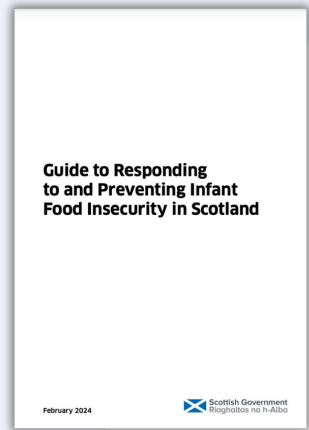 Guide to Responding
to and Preventing Infant
Food Insecurity in Scotland
February 2024
Scottish Government
Riaghaltas na h-Alba